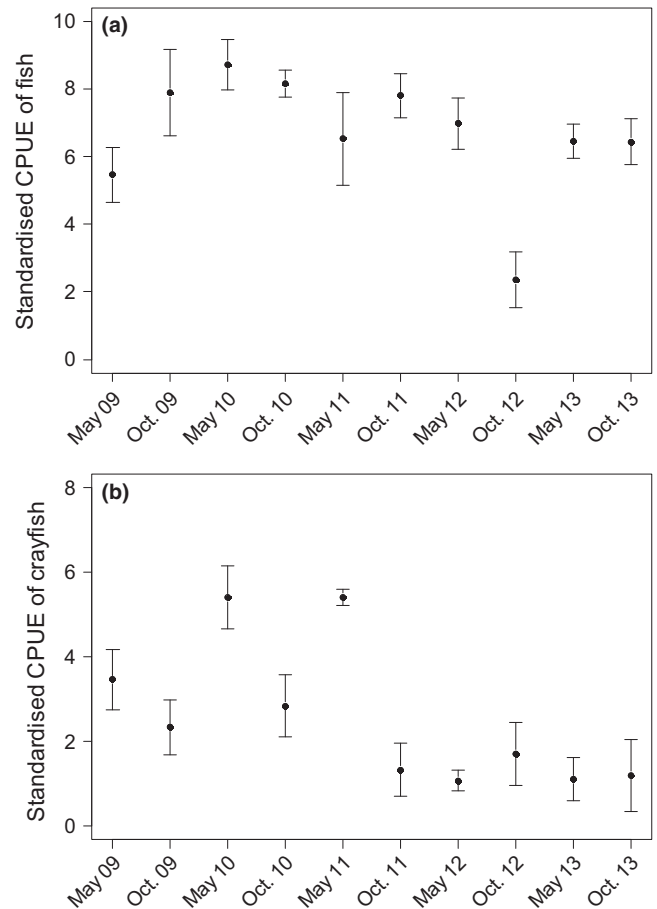 (a)
Standardised CPUE of fish
10
8
6
4
2
0
May 09
Oct. 09
May 10
Oct. 10
May 11
Oct. 11
May 12
Oct. 12
May 13
Oct. 13
(b)
Standardised CPUE of crayfish
8
6
4
2
0
May 09
Oct. 09
May 10
Oct. 10
May 11
Oct. 11
May 12
Oct. 12
May 13
Oct. 13